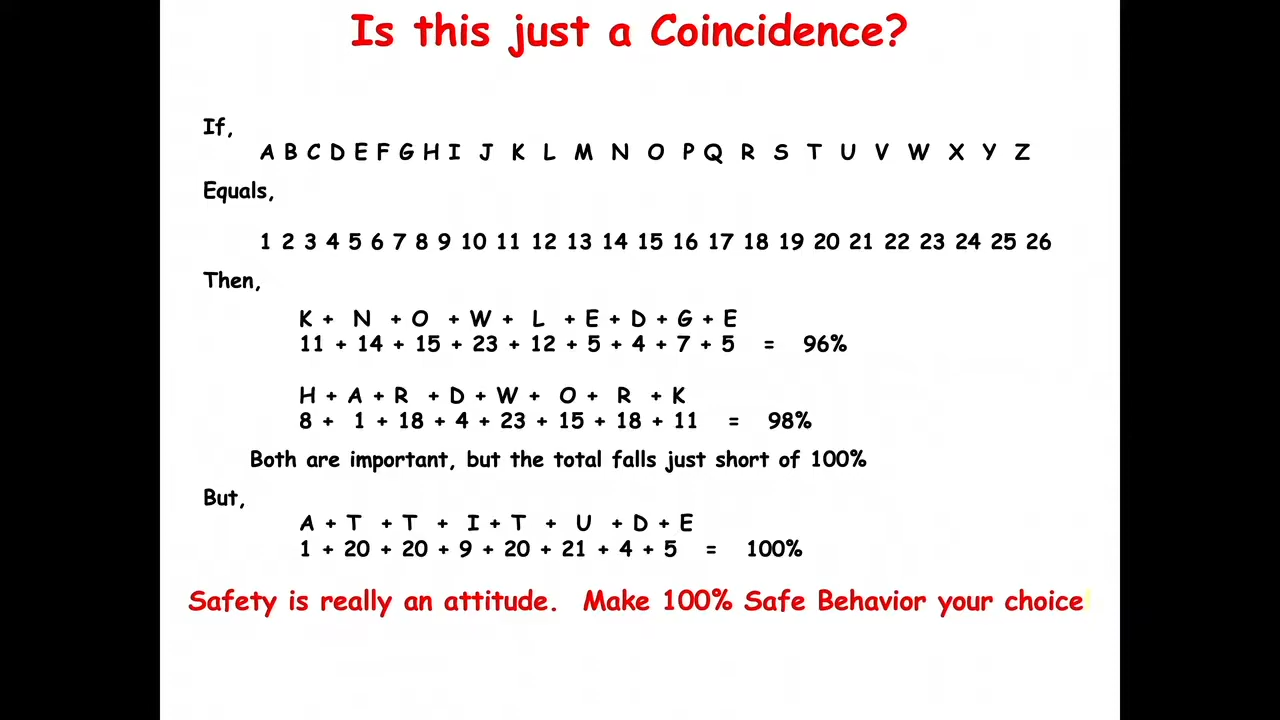 Is this just a Coincidence?
If,
A B C D E F G H I J K L M N O P Q R S T U V W X Y Z
Equals,
1 2 3 4 5 6 7 8 9 10 11 12 13 14 15 16 17 18 19 20 21 22 23 24 25 26
Then,
K + N + O + W + L + E + D + G + E
11 + 14 + 15 + 23 + 12 + 5 + 4 + 7 + 5 = 96%
H + A + R + D + W + O + R + K
8 + 1 + 18 + 4 + 23 + 15 + 18 + 11 = 98%
Both are important, but the total falls just short of 100%
But,
A + T + T + I + T + U + D + E
1 + 20 + 20 + 9 + 20 + 21 + 4 + 5 = 100%
Safety is really an attitude. Make 100% Safe Behavior your choice